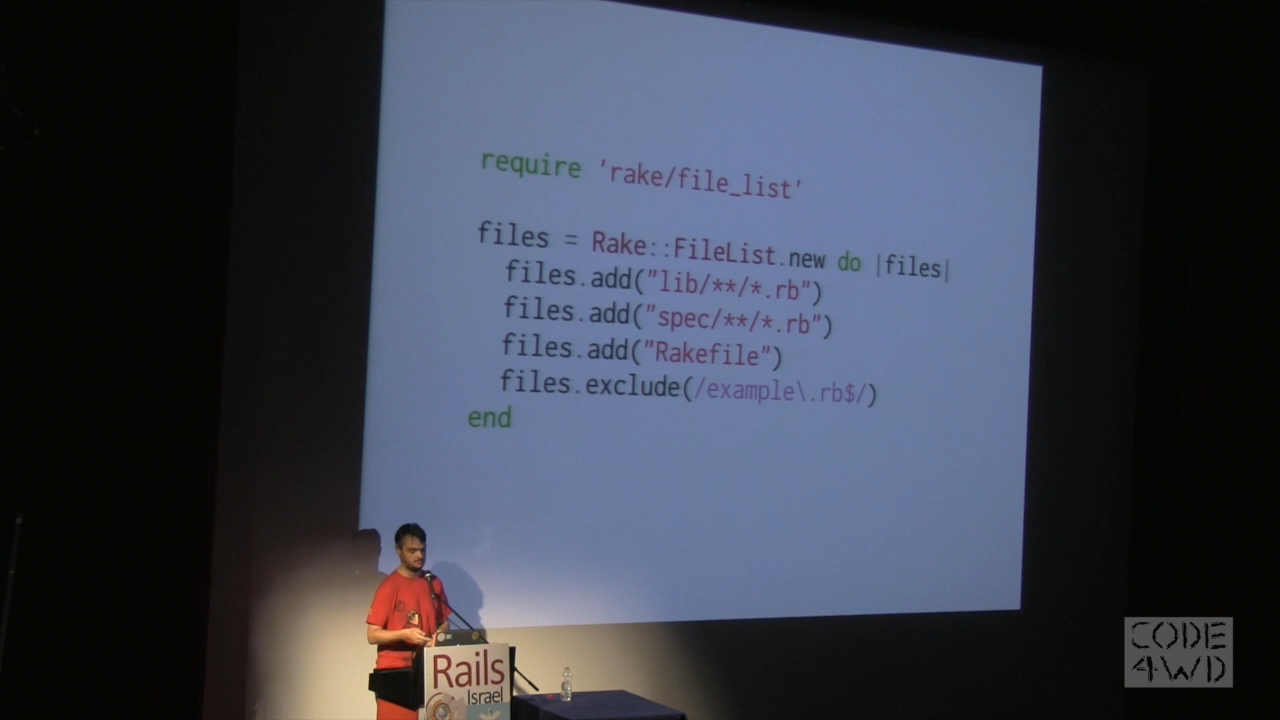 require 'rake/file_list'
files = Rake::FileList.new do |files|
files.add("lib/**/*.rb")
files.add("spec/**/*.rb")
files.add("Rakefile")
files.exclude(/example\.rb$/)
end
Rails
Israel
CODE
4WD